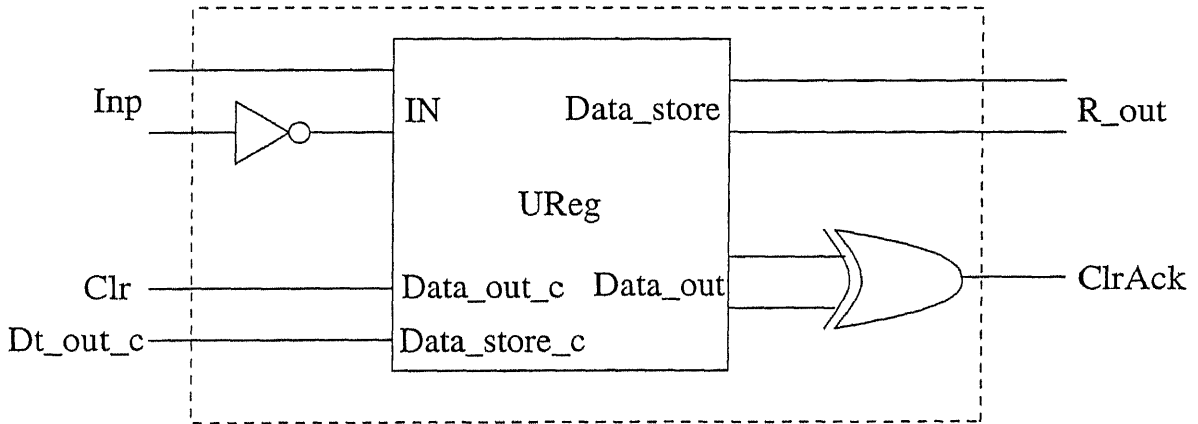 Inp
IN
Data_store
R_out
UReg
Clr
Data_out_c
Data_out
ClrAck
Dt_out_c
Data_store_c